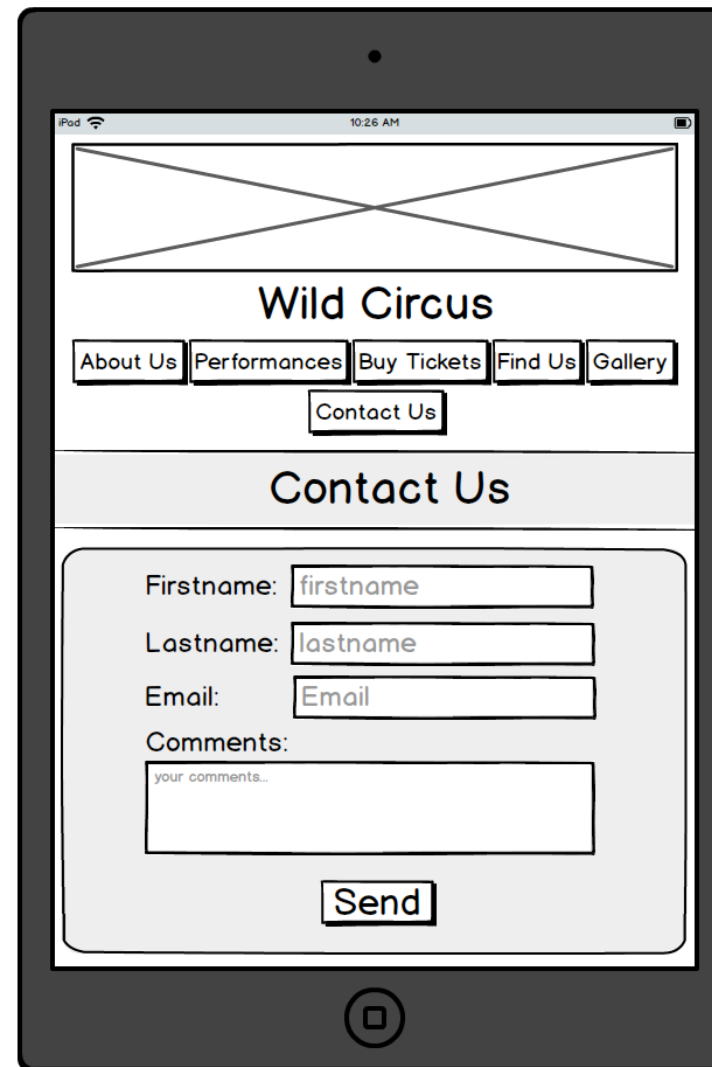 iPad 10:26 AM
Wild Circus
About Us Performances Buy Tickets Find Us Gallery
Contact Us
Contact Us
Firstname: firstname
Lastname: lastname
Email: Email
Comments:
your comments...
Send